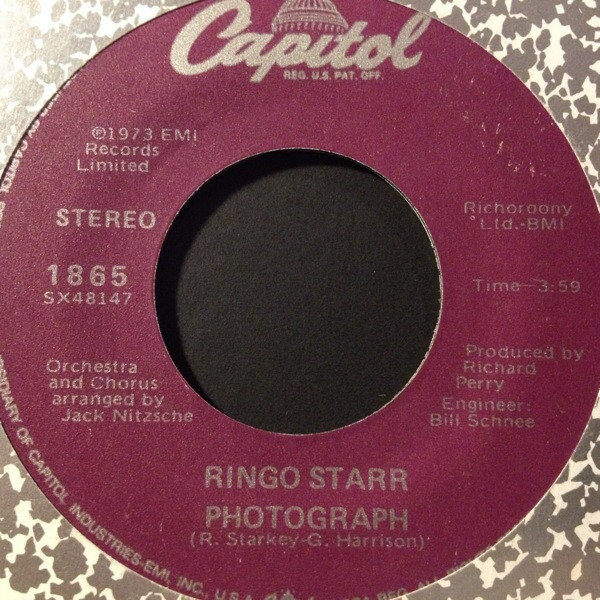 Capitol
REG. U.S. PAT. OFF.
℗1973 EMI
Records
Limited
STEREO
1865
SX48147
Richoroony
Ltd.-BMI
Time—3:59
Orchestra
and Chorus
arranged by
Jack Nitzsche
Produced by
Richard
Perry
Engineer:
Bill Schnee
RINGO STARR
PHOTOGRAPH
(R. Starkey-G. Harrison)
OF CAPITOL INDUSTRIES-EMI, INC., U.S.A.